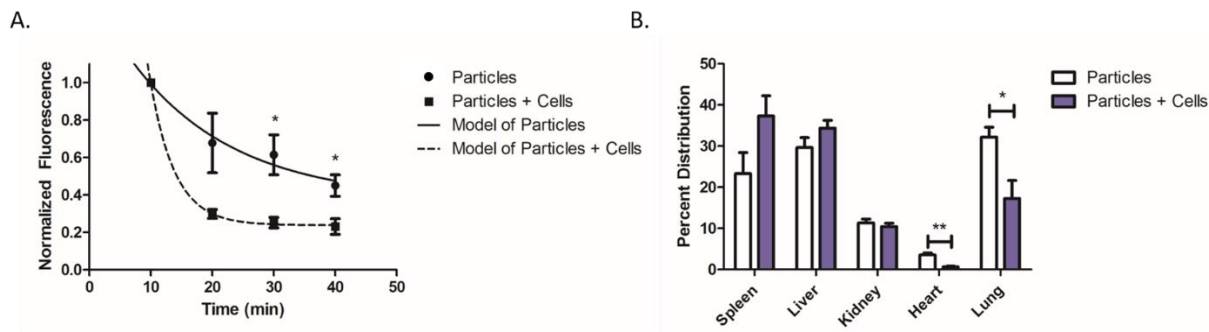 A.
Normalized Fluorescence
1.0
0.8
0.6
0.4
0.2
0.0
*
*
0
10
20
30
40
50
Time (min)
Particles
Particles + Cells
Model of Particles
Model of Particles + Cells
B.
Percent Distribution
50
40
30
20
10
0
**
*
Spleen
Liver
Kidney
Heart
Lung
Particles
Particles + Cells